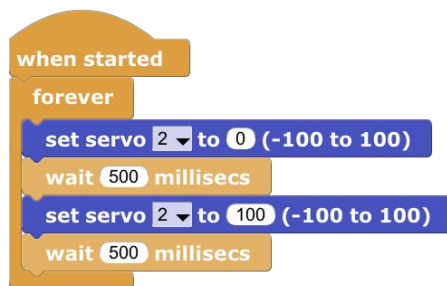 when started
forever
set servo 2 to 0 (-100 to 100)
wait 500 millisecs
set servo 2 to 100 (-100 to 100)
wait 500 millisecs